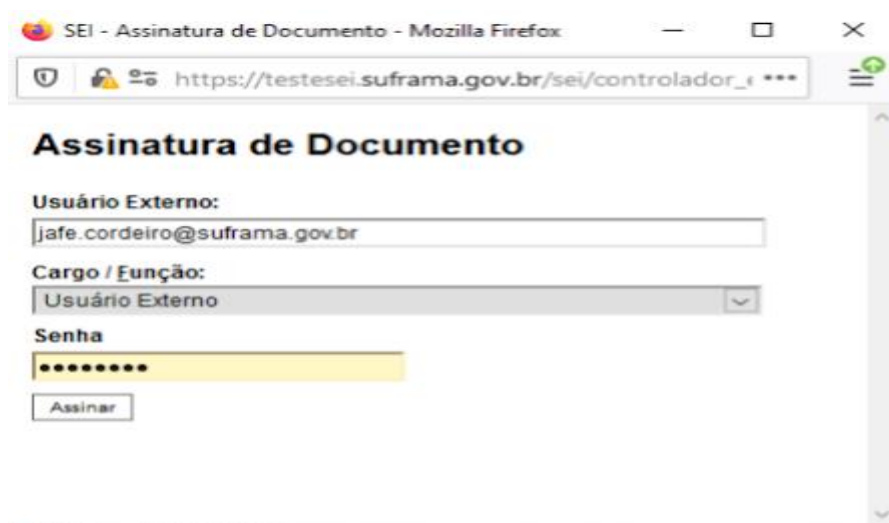 SEI - Assinatura de Documento - Mozilla Firefox
https://testesei.suframa.gov.br/sei/controlador_
Assinatura de Documento
Usuário Externo:
jafe.cordeiro@suframa.gov.br
Cargo / Função:
Usuário Externo
Senha
••••••••
Assinar